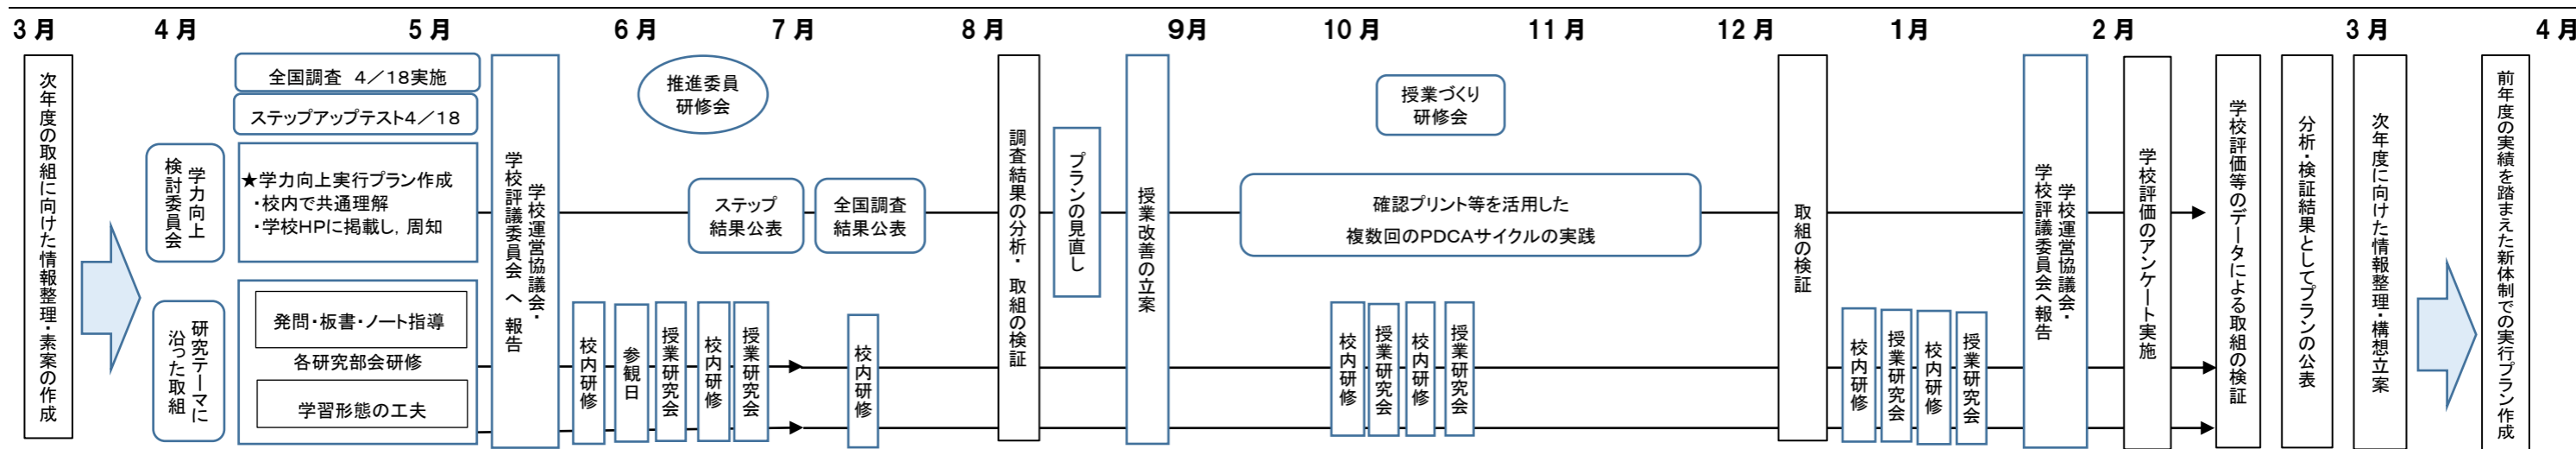 3月
4月
5月
6月
7月
8月
9月
10月
11月
12月
1月
2月
3月
4月
次年度の取組に向けた情報整理・素案の作成
学力向上
検討委員会
研究テーマに
沿った取組
全国調査 4／18実施
ステップアップテスト4／18
★学力向上実行プラン作成
・校内で共通理解
・学校HPに掲載し，周知
発問・板書・ノート指導
各研究部会研修
学習形態の工夫
学校運営協議会・
学校評議委員会 へ 報告
推進委員
研修会
ステップ
結果公表
全国調査
結果公表
校内研修
参観日
授業研究会
校内研修
授業研究会
校内研修
調査結果の分析・ 取組の検証
プランの見直し
授業改善の立案
授業づくり
研修会
確認プリント等を活用した
複数回のPDCAサイクルの実践
校内研修
授業研究会
校内研修
授業研究会
取組の検証
校内研修
授業研究会
校内研修
授業研究会
学校運営協議会・
学校評議委員会へ報告
学校評価のアンケート実施
学校評価等のデータによる取組の検証
分析・検証結果としてプランの公表
次年度に向けた情報整理・構想立案
前年度の実績を踏まえた新体制での実行プラン作成